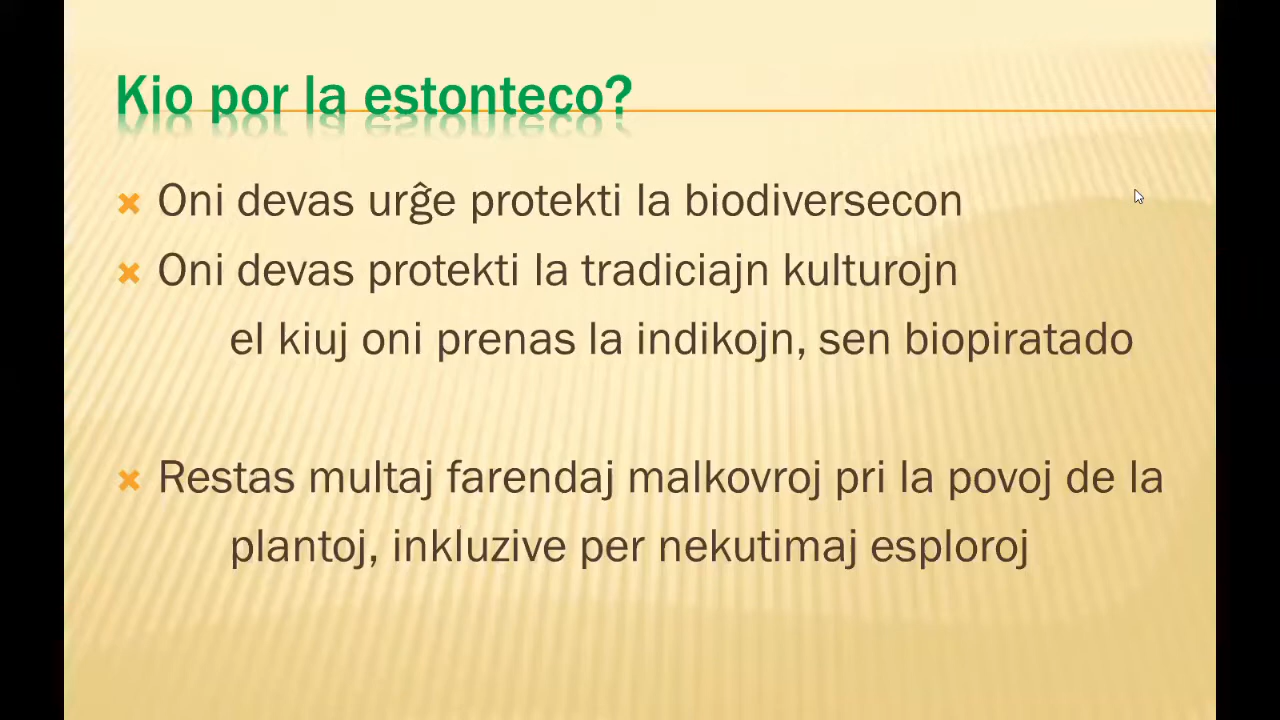 Kio por la estonteco?
Oni devas urĝe protekti la biodiversecon
Oni devas protekti la tradiciajn kulturojn
el kiuj oni prenas la indikojn, sen biopiratado
Restas multaj farendaj malkovroj pri la povoj de la
plantoj, inkluzive per nekutimaj esploroj